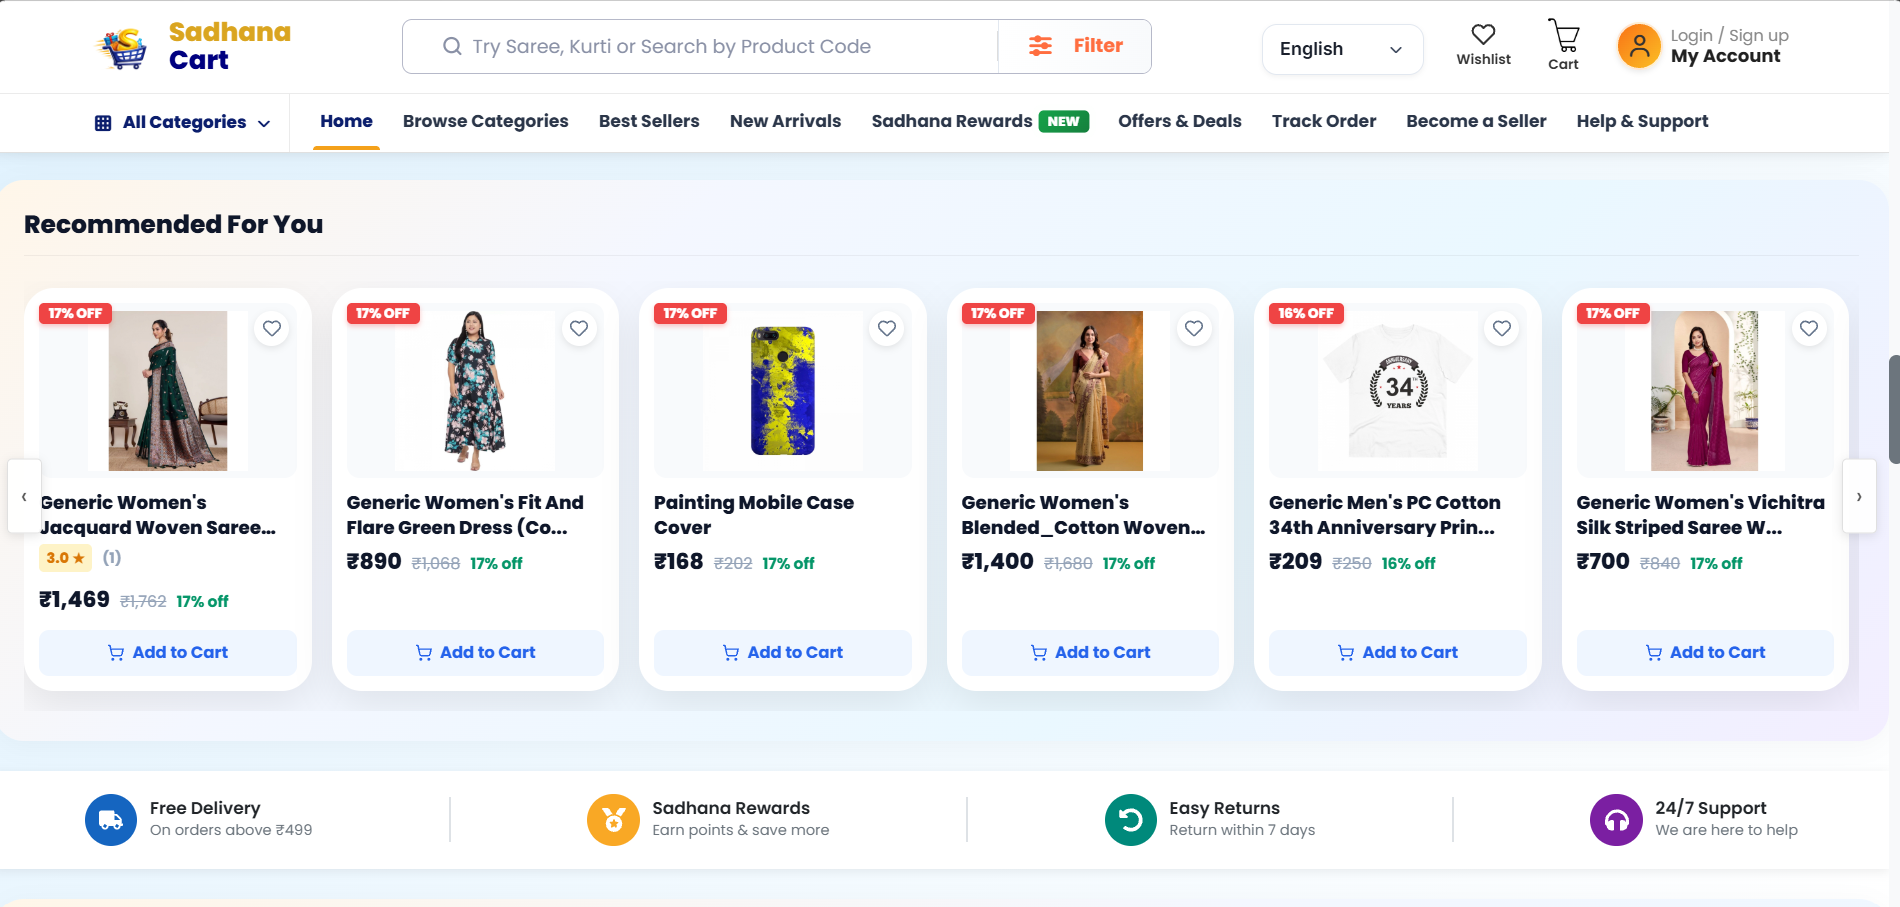 Sadhana
Cart
Try Saree, Kurti or Search by Product Code
Filter
English
Wishlist
Cart
Login / Sign up
My Account
All Categories
Home
Browse Categories
Best Sellers
New Arrivals
Sadhana Rewards NEW
Offers & Deals
Track Order
Become a Seller
Help & Support
Recommended For You
17% OFF
Generic Women's
Jacquard Woven Saree...
3.0 ★ (1)
₹1,469 ₹1,762 17% off
Add to Cart
17% OFF
Generic Women's Fit And
Flare Green Dress (Co...
₹890 ₹1,068 17% off
Add to Cart
17% OFF
Painting Mobile Case
Cover
₹168 ₹202 17% off
Add to Cart
17% OFF
Generic Women's
Blended_Cotton Woven...
₹1,400 ₹1,680 17% off
Add to Cart
16% OFF
ANNIVERSARY
34TH
YEARS
Generic Men's PC Cotton
34th Anniversary Prin...
₹209 ₹250 16% off
Add to Cart
17% OFF
Generic Women's Vichitra
Silk Striped Saree W...
₹700 ₹840 17% off
Add to Cart
Free Delivery
On orders above ₹499
Sadhana Rewards
Earn points & save more
Easy Returns
Return within 7 days
24/7 Support
We are here to help